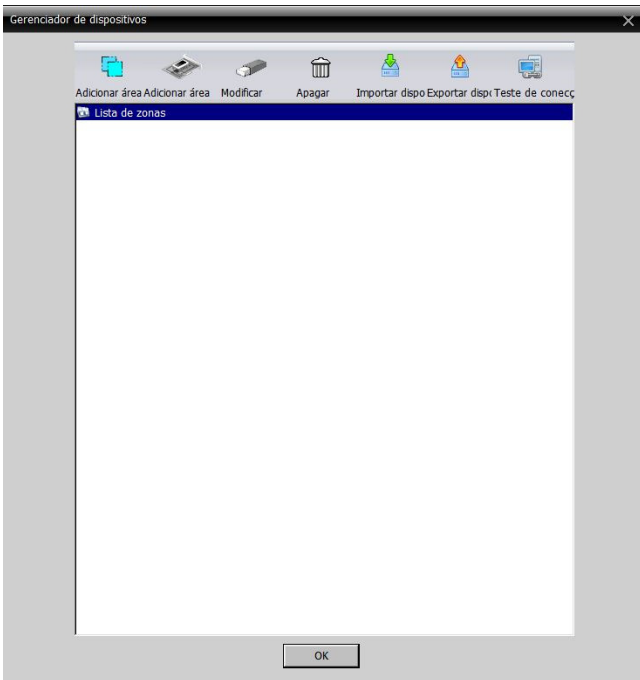 Gerenciador de dispositivos
Adicionar área Adicionar área Modificar Apagar Importar dispo Exportar dispo Teste de conecç
Lista de zonas
OK